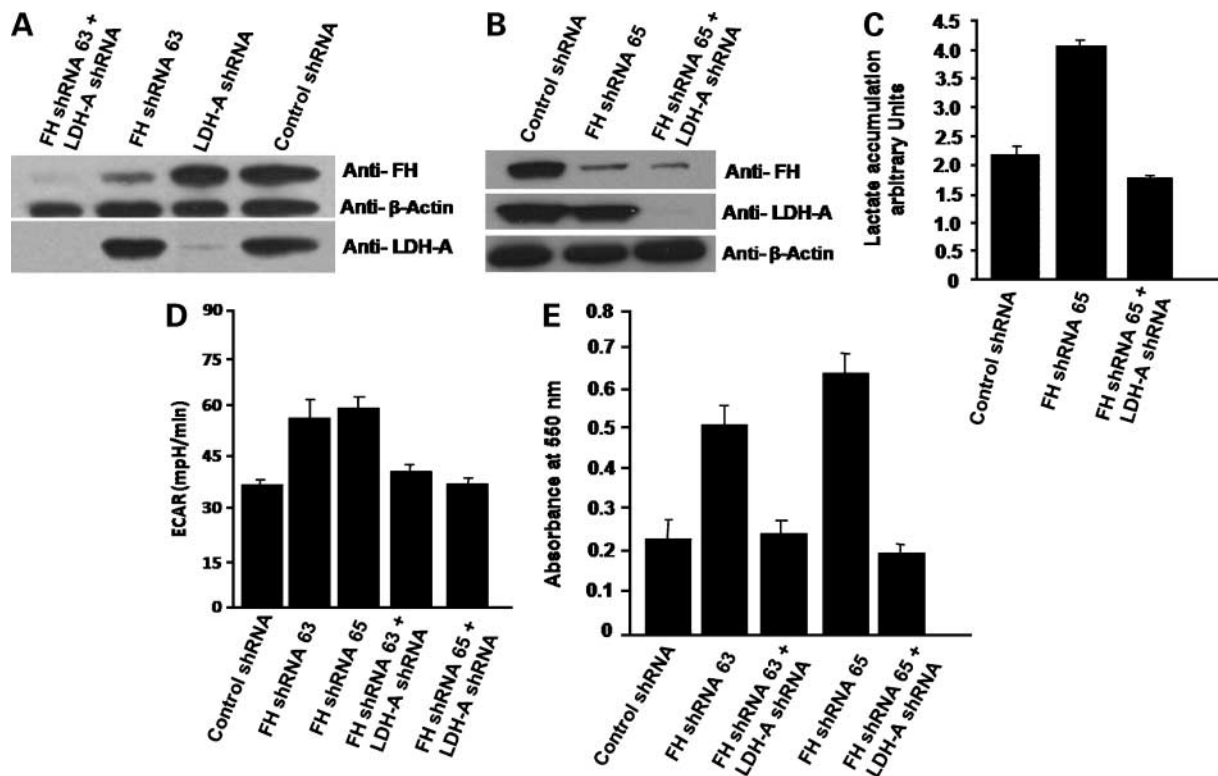 A
FH shRNA 63 +
LDH-A shRNA
FH shRNA 63
LDH-A shRNA
Control shRNA
Anti- FH
Anti- β-Actin
Anti- LDH-A
B
Control shRNA
FH shRNA 65
FH shRNA 65 +
LDH-A shRNA
Anti- FH
Anti- LDH-A
Anti- β-Actin
C
Lactate accumulation
arbitrary Units
4.5
4.0
3.5
3.0
2.5
2.0
1.5
1.0
0.5
0
Control shRNA
FH shRNA 65
FH shRNA 65 +
LDH-A shRNA
D
ECAR (mpH/min)
90
75
60
45
30
15
0
Control shRNA
FH shRNA 63
FH shRNA 65
FH shRNA 63 +
LDH-A shRNA
FH shRNA 65 +
LDH-A shRNA
E
Absorbance at 550 nm
0.8
0.7
0.6
0.5
0.4
0.3
0.2
0.1
0
Control shRNA
FH shRNA 63
FH shRNA 63 +
LDH-A shRNA
FH shRNA 65
FH shRNA 65 +
LDH-A shRNA